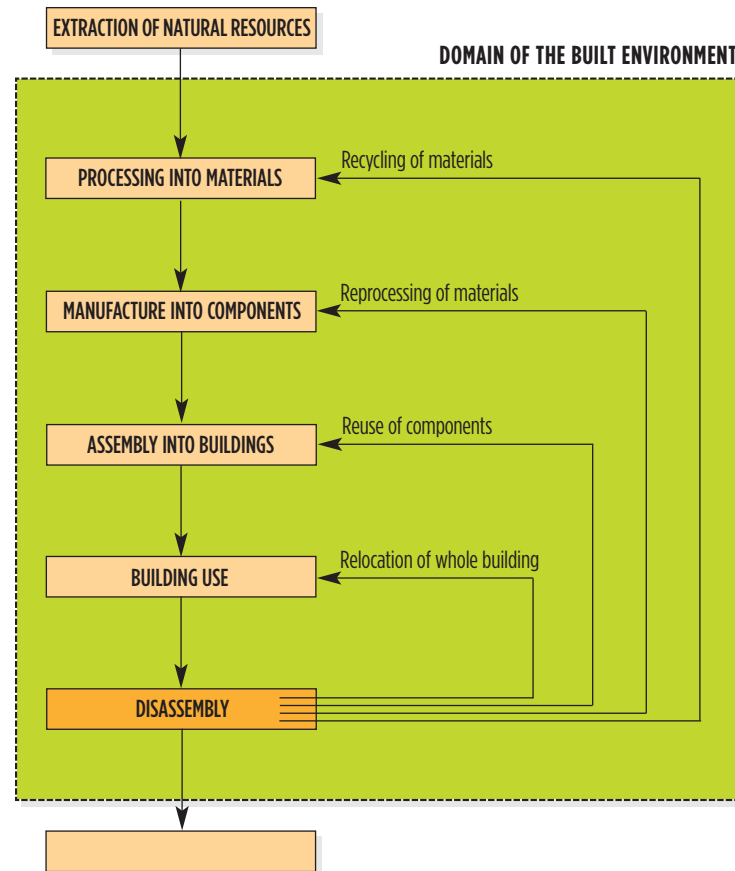 EXTRACTION OF NATURAL RESOURCES
DOMAIN OF THE BUILT ENVIRONMENT
Recycling of materials
PROCESSING INTO MATERIALS
Reprocessing of materials
MANUFACTURE INTO COMPONENTS
Reuse of components
ASSEMBLY INTO BUILDINGS
Relocation of whole building
BUILDING USE
DISASSEMBLY